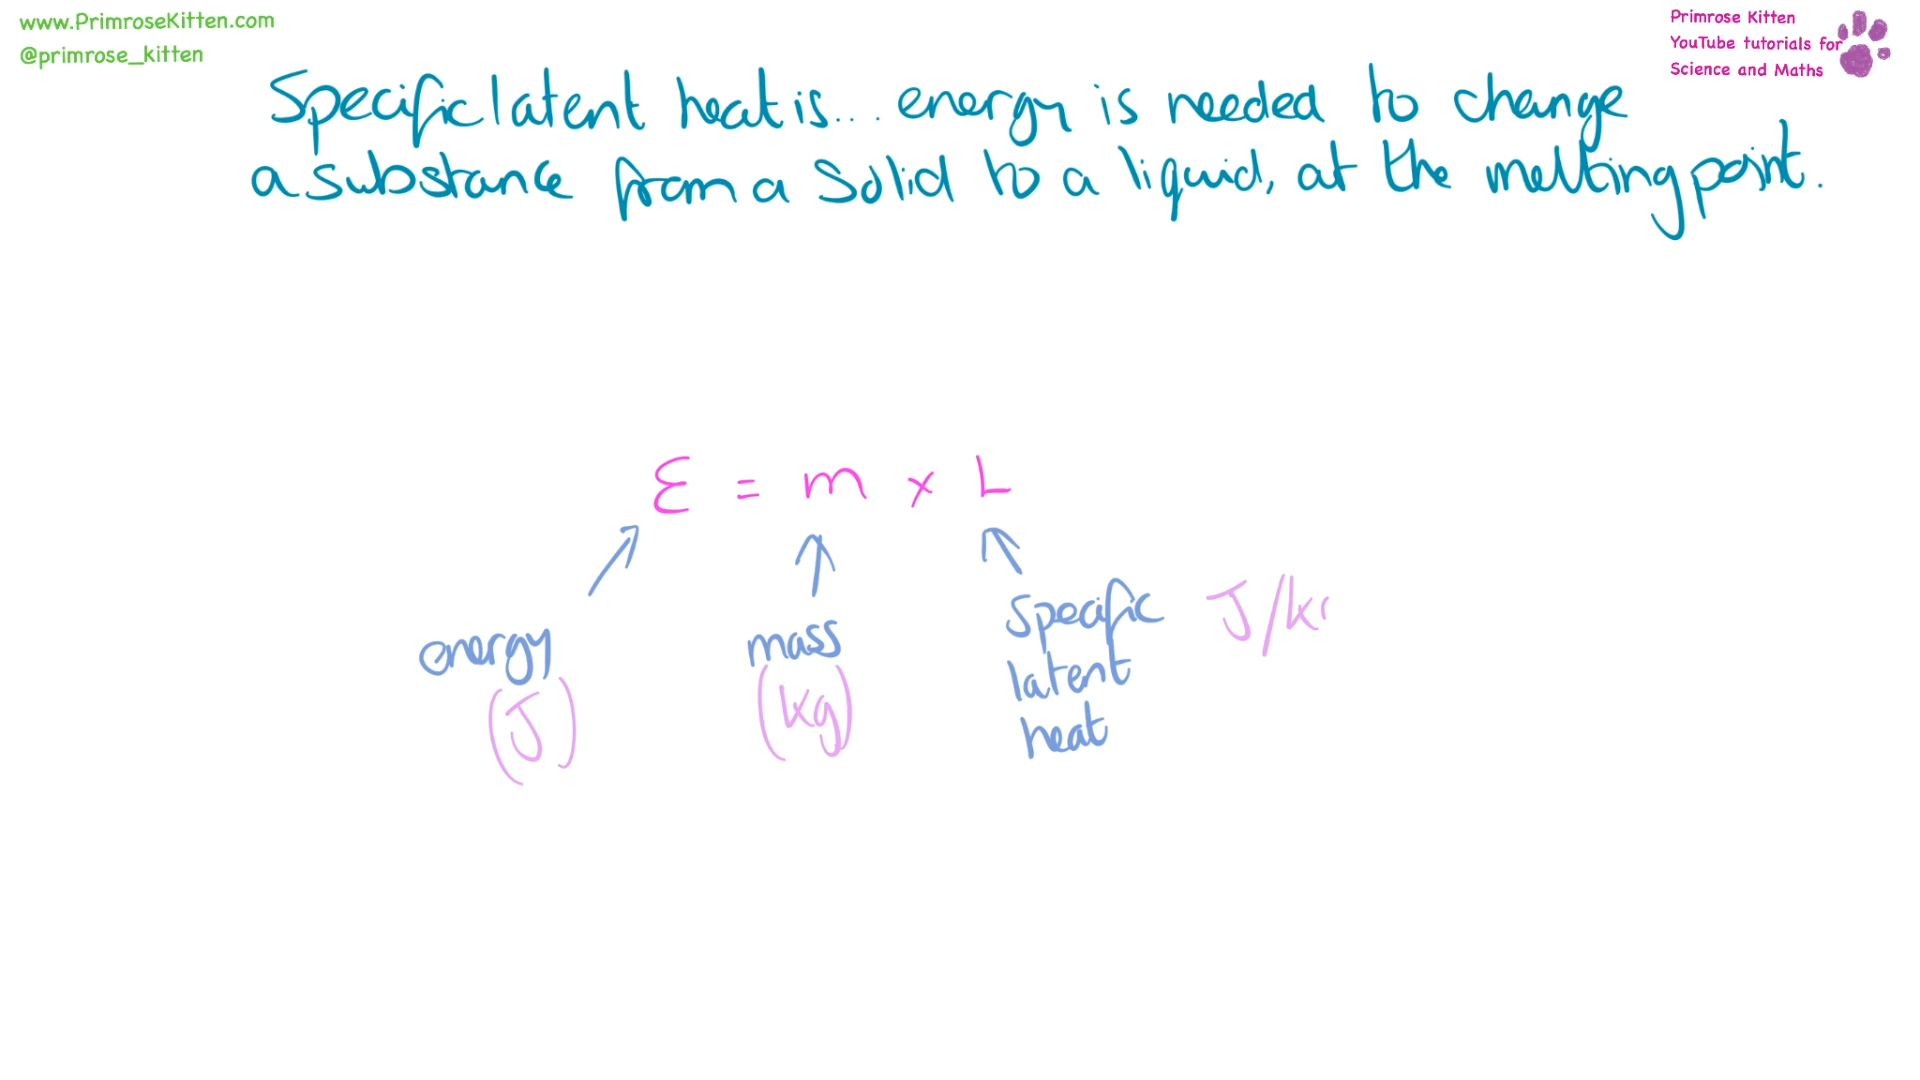 www.PrimroseKitten.com
@primrose_kitten
Primrose Kitten
YouTube tutorials for
Science and Maths
Specific latent heat is... energy is needed to change
a substance from a solid to a liquid, at the melting point.
E = m × L
energy
(J)
mass
(kg)
specific
latent
heat
J/k